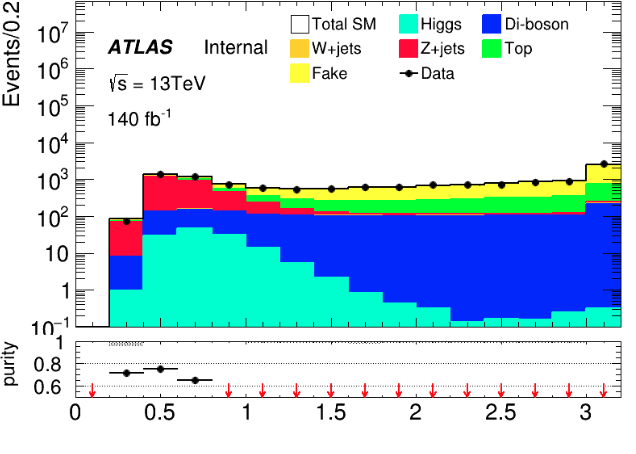 Events/0.2
10⁷
10⁶
10⁵
10⁴
10³
10²
10
1
10⁻¹
ATLAS Internal
√s = 13TeV
140 fb⁻¹
Total SM
Higgs
Di-boson
W+jets
Z+jets
Top
Fake
Data
purity
0.8
0.6
0 0.5 1 1.5 2 2.5 3